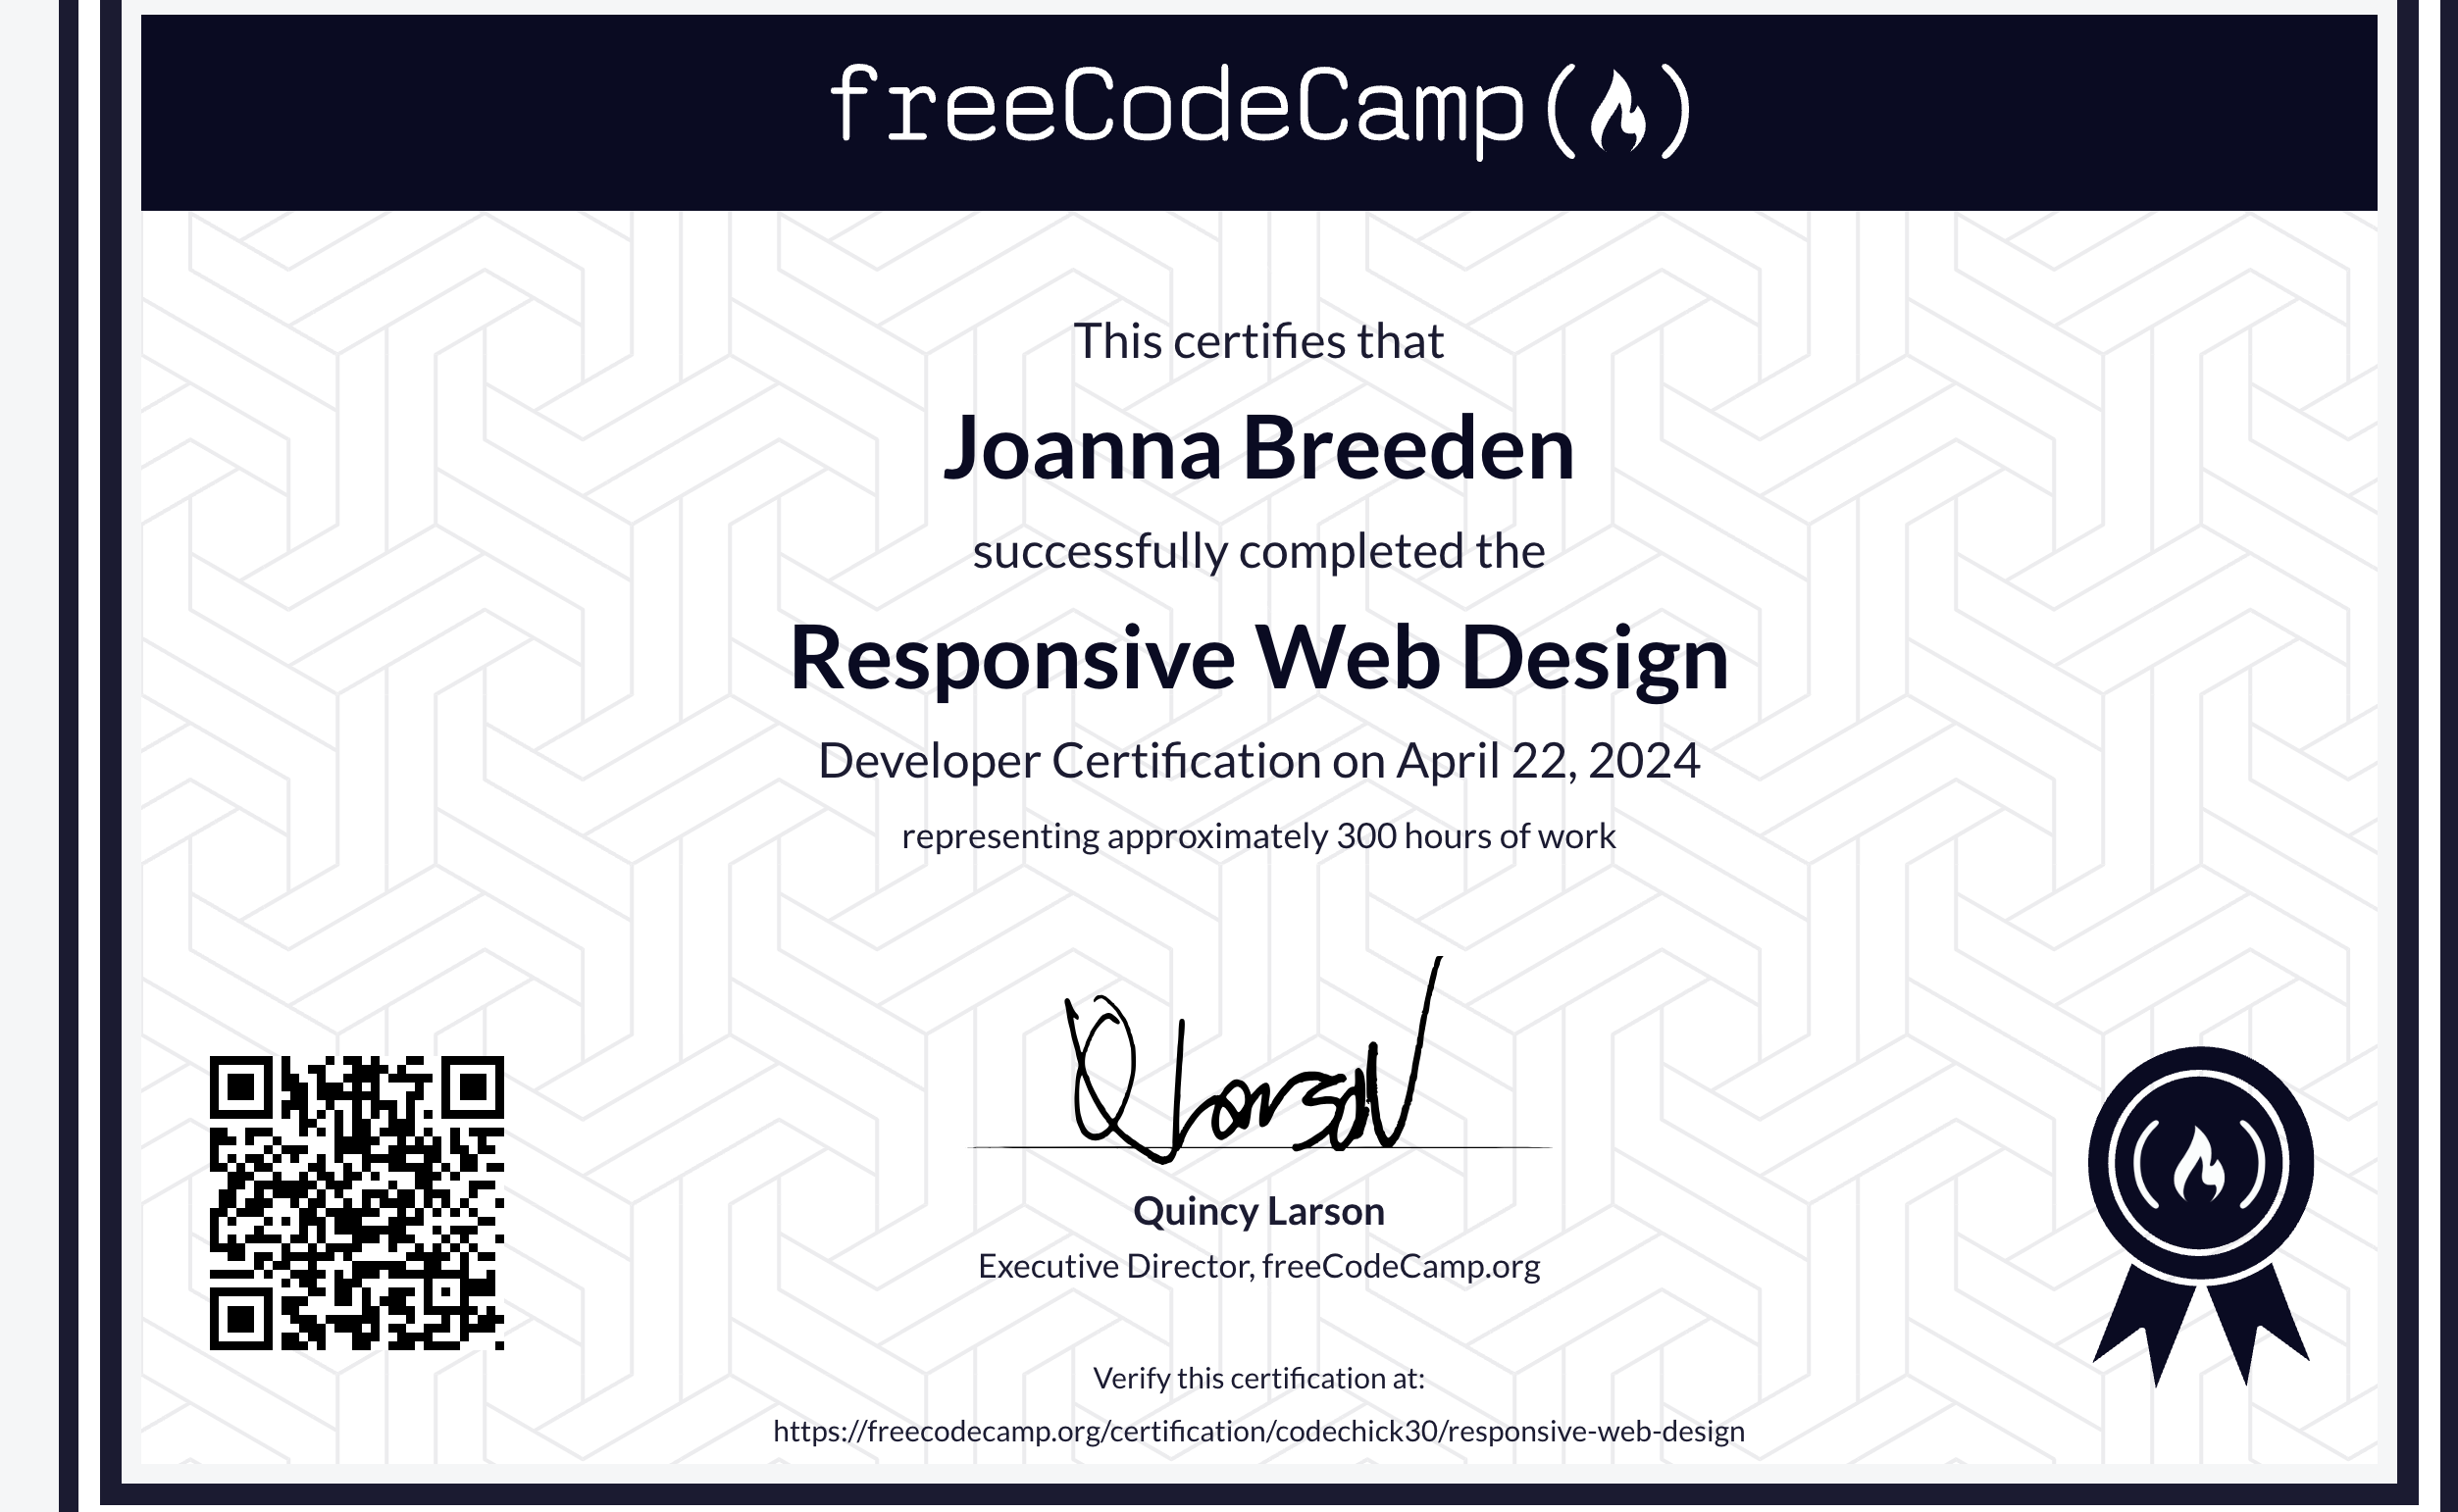 freeCodeCamp
This certifies that
Joanna Breeden
successfully completed the
Responsive Web Design
Developer Certification on April 22, 2024
representing approximately 300 hours of work
Q Larson
Quincy Larson
Executive Director, freeCodeCamp.org
Verify this certification at:
https://freecodecamp.org/certification/codechick30/responsive-web-design